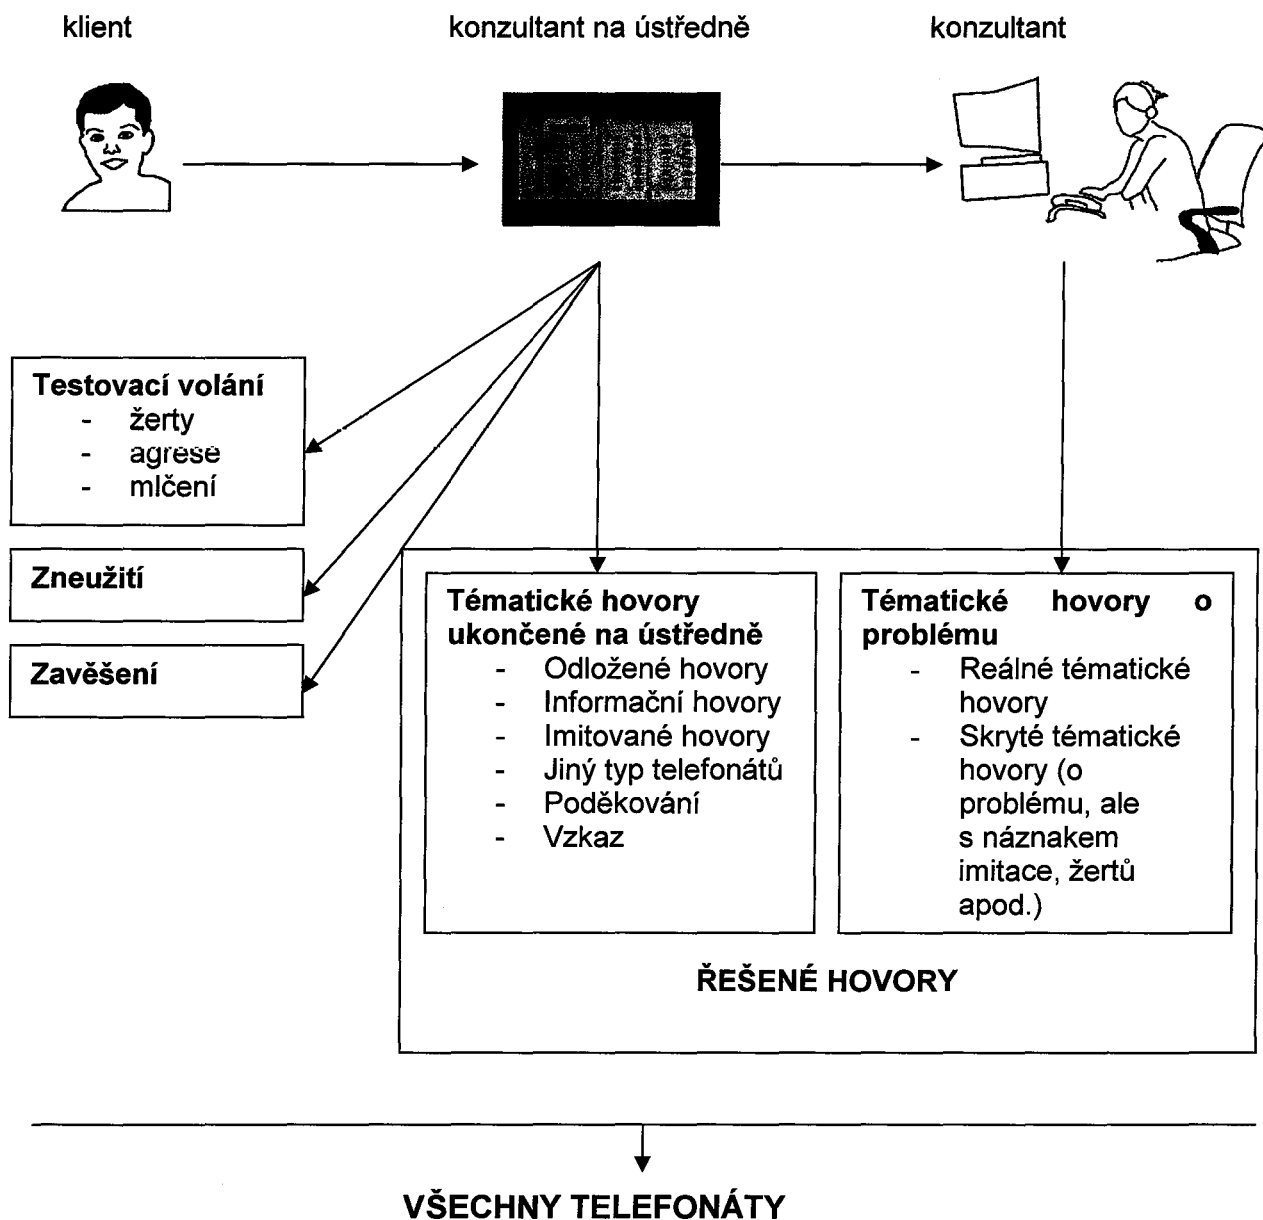 klient
konzultant na ústředně
konzultant
Testovací volání
- žerty
- agrese
- mlčení
Zneužití
Zavěšení
Tématické hovory
ukončené na ústředně
- Odložené hovory
- Informační hovory
- Imitované hovory
- Jiný typ telefonátů
- Poděkování
- Vzkaz
Tématické hovory o
problému
- Reálné tématické
hovory
- Skryté tématické
hovory (o
problému, ale
s náznakem
imitace, žertů
apod.)
ŘEŠENÉ HOVORY
VŠECHNY TELEFONÁTY